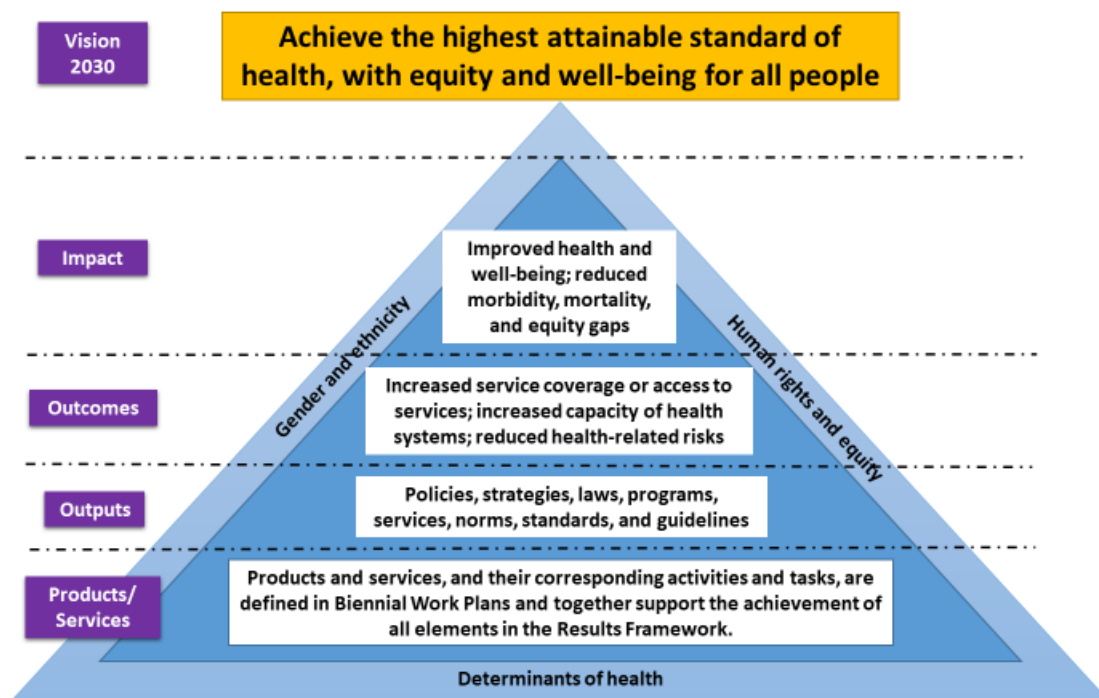 Vision
2030
Achieve the highest attainable standard of
health, with equity and well-being for all people
Impact
Improved health and
well-being; reduced
morbidity, mortality,
and equity gaps
Gender and ethnicity
Human rights and equity
Outcomes
Increased service coverage or access to
services; increased capacity of health
systems; reduced health-related risks
Outputs
Policies, strategies, laws, programs,
services, norms, standards, and guidelines
Products/
Services
Products and services, and their corresponding activities and tasks, are
defined in Biennial Work Plans and together support the achievement of
all elements in the Results Framework.
Determinants of health